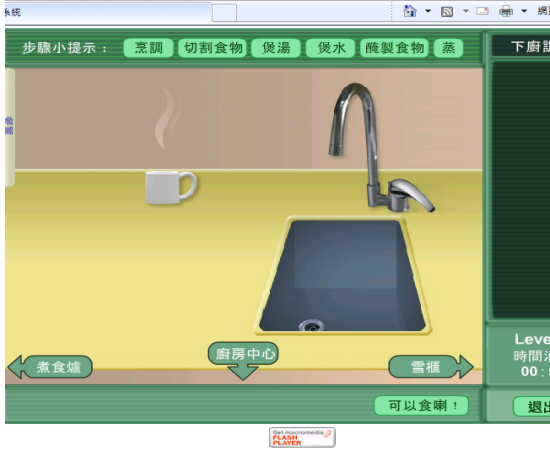 系統
步驟小提示： 烹調 切割食物 煲湯 煲水 醃製食物 蒸
下廚
廚房中心
煮食爐
雪櫃
Leve
時間消
00 :
可以食喇！
退出
Get macromedia
FLASH
PLAYER